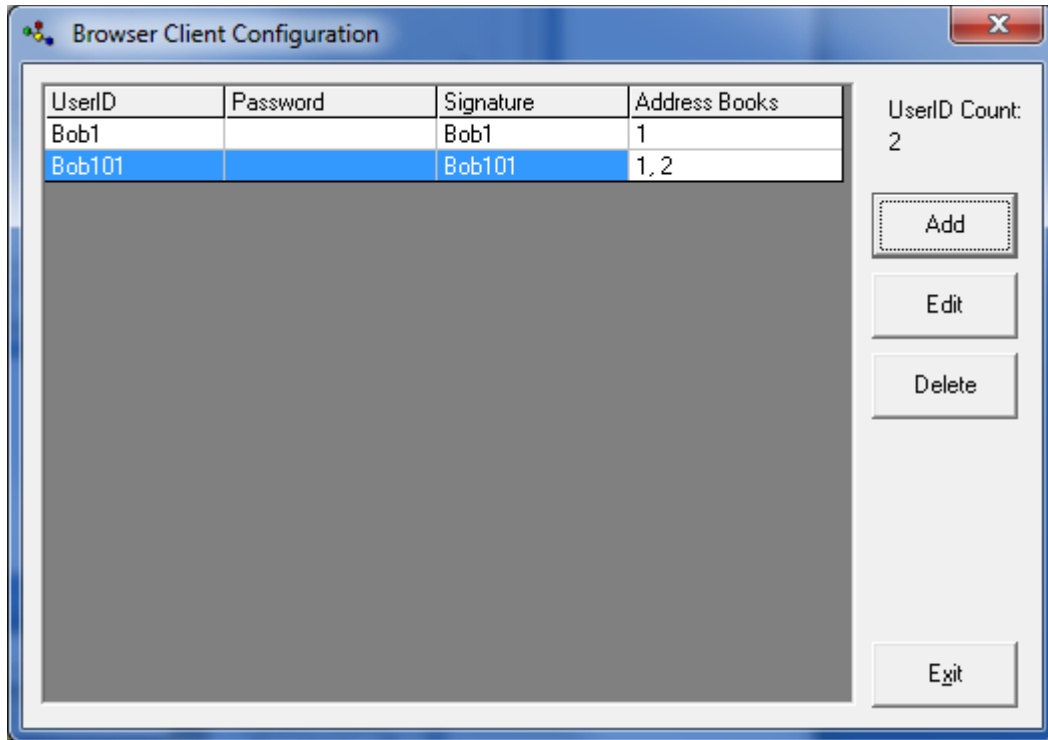 Browser Client Configuration
UserID Password Signature Address Books
Bob1 Bob1 1
Bob101 Bob101 1, 2
UserID Count:
2
Add
Edit
Delete
Exit